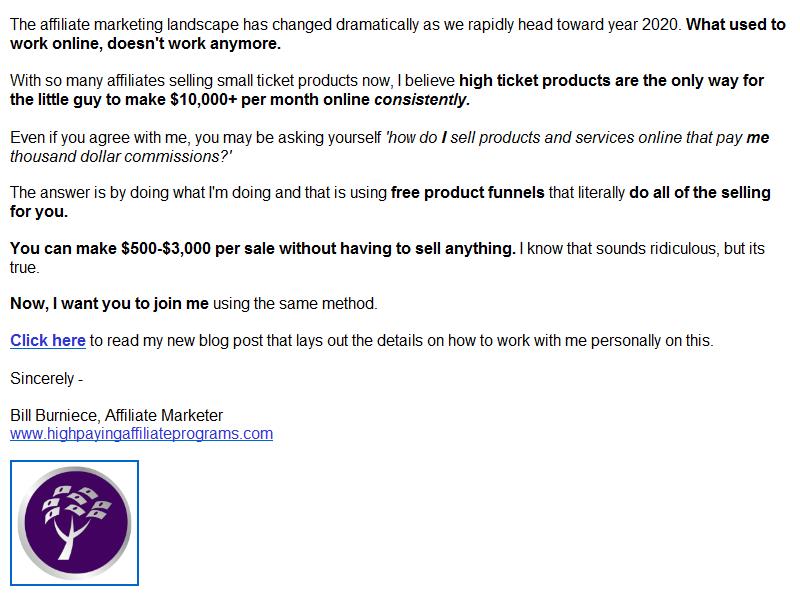 The affiliate marketing landscape has changed dramatically as we rapidly head toward year 2020. What used to
work online, doesn't work anymore.
With so many affiliates selling small ticket products now, I believe high ticket products are the only way for
the little guy to make $10,000+ per month online consistently.
Even if you agree with me, you may be asking yourself 'how do I sell products and services online that pay me
thousand dollar commissions?'
The answer is by doing what I'm doing and that is using free product funnels that literally do all of the selling
for you.
You can make $500-$3,000 per sale without having to sell anything. I know that sounds ridiculous, but its
true.
Now, I want you to join me using the same method.
Click here to read my new blog post that lays out the details on how to work with me personally on this.
Sincerely -
Bill Burniece, Affiliate Marketer
www.highpayingaffiliateprograms.com